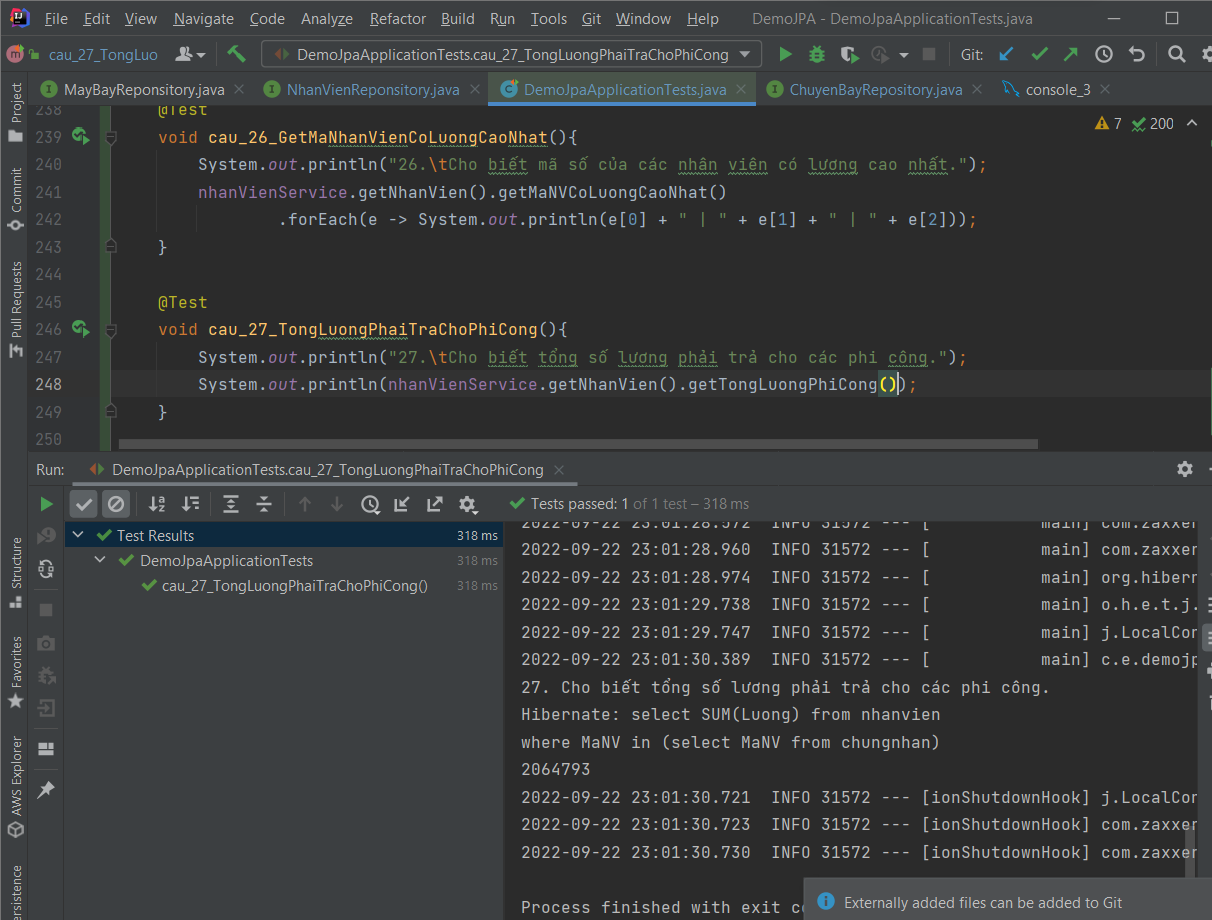 File Edit View Navigate Code Analyze Refactor Build Run Tools Git Window Help DemoJPA - DemoJpaApplicationTests.java
cau_27_TongLuo DemoJpaApplicationTests.cau_27_TongLuongPhaiTraChoPhiCong Git:
MayBayReponsitory.java NhanVienReponsitory.java DemoJpaApplicationTests.java ChuyenBayRepository.java console_3
238 @Test
7 200
239 void cau_26_GetMaNhanVienCoLuongCaoNhat(){
240 System.out.println("26.\tCho biết mã số của các nhân viên có lương cao nhất.");
241 nhanVienService.getNhanVien().getMaNVCoLuongCaoNhat()
242 .forEach(e -> System.out.println(e[0] + " | " + e[1] + " | " + e[2]));
243 }
244
245 @Test
246 void cau_27_TongLuongPhaiTraChoPhiCong(){
247 System.out.println("27.\tCho biết tổng số lương phải trả cho các phi công.");
248 System.out.println(nhanVienService.getNhanVien().getTongLuongPhiCong());
249 }
250
Project
Commit
Pull Requests
Structure
Favorites
AWS Explorer
ersistence
Run: DemoJpaApplicationTests.cau_27_TongLuongPhaiTraChoPhiCong
Tests passed: 1 of 1 test – 318 ms
Test Results 318 ms
DemoJpaApplicationTests 318 ms
cau_27_TongLuongPhaiTraChoPhiCong() 318 ms
2022-09-22 23:01:28.572 INFO 31572 --- [ main] com.zaxxer
2022-09-22 23:01:28.960 INFO 31572 --- [ main] com.zaxxer
2022-09-22 23:01:28.974 INFO 31572 --- [ main] org.hibern
2022-09-22 23:01:29.738 INFO 31572 --- [ main] o.h.e.t.j.
2022-09-22 23:01:29.747 INFO 31572 --- [ main] j.LocalCon
2022-09-22 23:01:30.389 INFO 31572 --- [ main] c.e.demojp
27. Cho biết tổng số lương phải trả cho các phi công.
Hibernate: select SUM(Luong) from nhanvien
where MaNV in (select MaNV from chungnhan)
2064793
2022-09-22 23:01:30.721 INFO 31572 --- [ionShutdownHook] j.LocalCon
2022-09-22 23:01:30.723 INFO 31572 --- [ionShutdownHook] com.zaxxer
2022-09-22 23:01:30.730 INFO 31572 --- [ionShutdownHook] com.zaxxer
Process finished with exit co
Externally added files can be added to Git